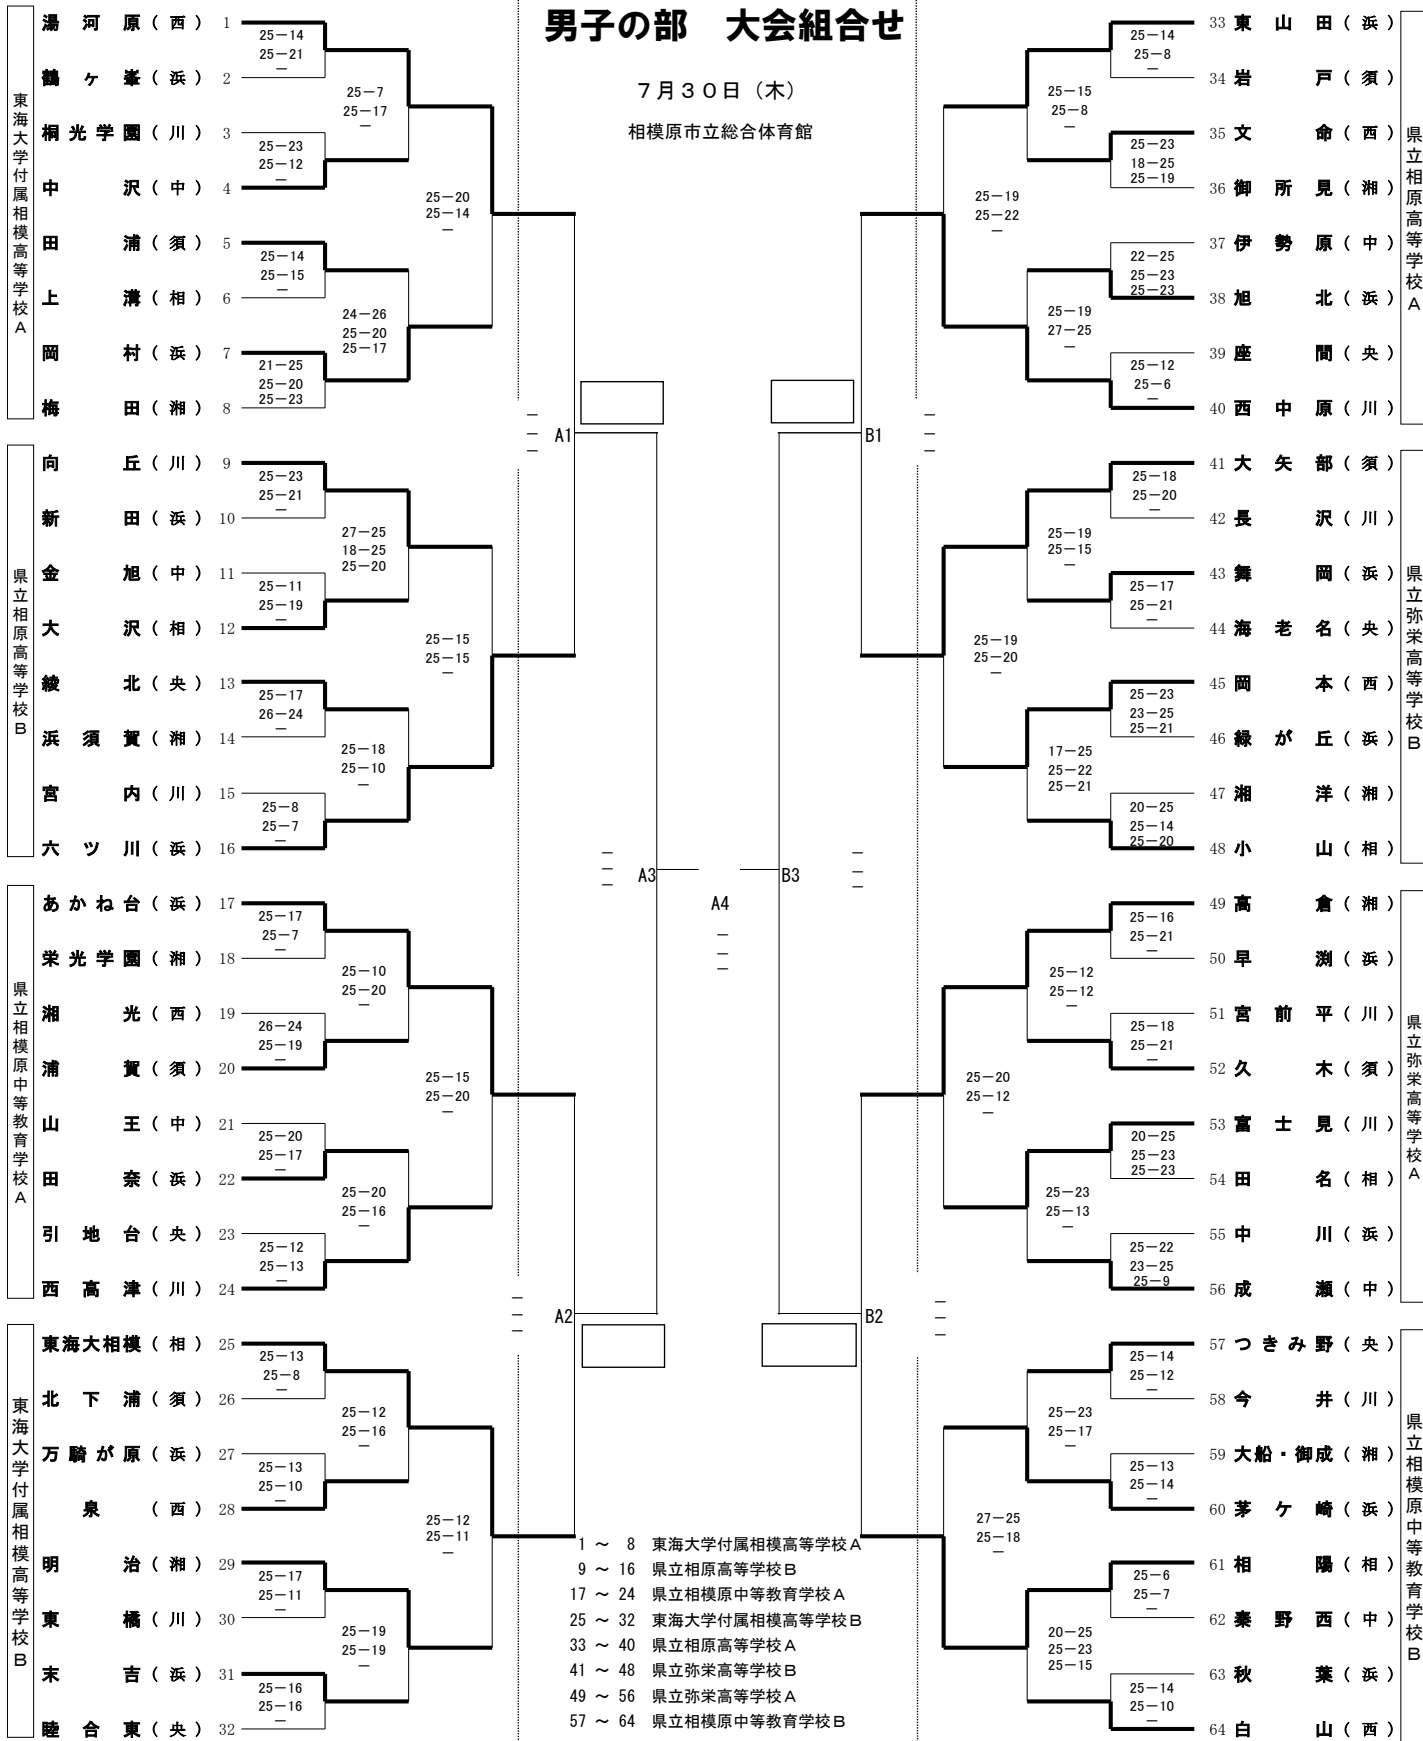 男子の部　大会組合せ
７月３０日（木）
相模原市立総合体育館
東海大学付属相模高等学校Ａ
湯河原（西） 1
25－14
25－21
－
鶴ヶ峯（浜） 2
25－7
25－17
－
桐光学園（川） 3
25－23
25－12
－
中沢（中） 4
25－20
25－14
－
田浦（須） 5
25－14
25－15
－
上溝（相） 6
24－26
25－20
25－17
岡村（浜） 7
21－25
25－20
25－23
梅田（湘） 8
－
－
－
A1
県立相原高等学校Ｂ
向丘（川） 9
25－23
25－21
－
新田（浜） 10
27－25
18－25
25－20
金旭（中） 11
25－11
25－19
－
大沢（相） 12
25－15
25－15
－
綾北（央） 13
25－17
26－24
－
浜須賀（湘） 14
25－18
25－10
－
宮内（川） 15
25－8
25－7
－
六ツ川（浜） 16
－
－
－
A3
県立相模原中等教育学校Ａ
あかね台（浜） 17
25－17
25－7
－
栄光学園（湘） 18
25－10
25－20
－
湘光（西） 19
26－24
25－19
－
浦賀（須） 20
25－15
25－20
－
山王（中） 21
25－20
25－17
－
田奈（浜） 22
25－20
25－16
－
引地台（央） 23
25－12
25－13
－
西高津（川） 24
－
－
－
A2
東海大学付属相模高等学校Ｂ
東海大相模（相） 25
25－13
25－8
－
北下浦（須） 26
25－12
25－16
－
万騎が原（浜） 27
25－13
25－10
－
泉（西） 28
25－12
25－11
－
明治（湘） 29
25－17
25－11
－
東橘（川） 30
25－19
25－19
－
末吉（浜） 31
25－16
25－16
－
睦合東（央） 32
A4
－
－
－
県立相原高等学校Ａ
33 東山田（浜）
25－14
25－8
－
34 岩戸（須）
25－15
25－8
－
35 文命（西）
25－23
18－25
25－19
36 御所見（湘）
25－19
25－22
－
37 伊勢原（中）
22－25
25－23
25－23
38 旭北（浜）
25－19
27－25
－
39 座間（央）
25－12
25－6
－
40 西中原（川）
－
－
－
B1
県立弥栄高等学校Ｂ
41 大矢部（須）
25－18
25－20
－
42 長沢（川）
25－19
25－15
－
43 舞岡（浜）
25－17
25－21
－
44 海老名（央）
25－19
25－20
－
45 岡本（西）
25－23
23－25
25－21
46 緑が丘（浜）
17－25
25－22
25－21
47 湘洋（湘）
20－25
25－14
25－20
48 小山（相）
－
－
－
B3
県立弥栄高等学校Ａ
49 高倉（湘）
25－16
25－21
－
50 早渕（浜）
25－12
25－12
－
51 宮前平（川）
25－18
25－21
－
52 久木（須）
25－20
25－12
－
53 富士見（川）
20－25
25－23
25－23
54 田名（相）
25－23
25－13
－
55 中川（浜）
25－22
23－25
25－9
56 成瀬（中）
－
－
－
B2
県立相模原中等教育学校Ｂ
57 つきみ野（央）
25－14
25－12
－
58 今井（川）
25－23
25－17
－
59 大船・御成（湘）
25－13
25－14
－
60 茅ケ崎（浜）
27－25
25－18
－
61 相陽（相）
25－6
25－7
－
62 秦野西（中）
20－25
25－23
25－15
63 秋葉（浜）
25－14
25－10
－
64 白山（西）
1 ～ 8 東海大学付属相模高等学校Ａ
9 ～ 16 県立相原高等学校Ｂ
17 ～ 24 県立相模原中等教育学校Ａ
25 ～ 32 東海大学付属相模高等学校Ｂ
33 ～ 40 県立相原高等学校Ａ
41 ～ 48 県立弥栄高等学校Ｂ
49 ～ 56 県立弥栄高等学校Ａ
57 ～ 64 県立相模原中等教育学校Ｂ